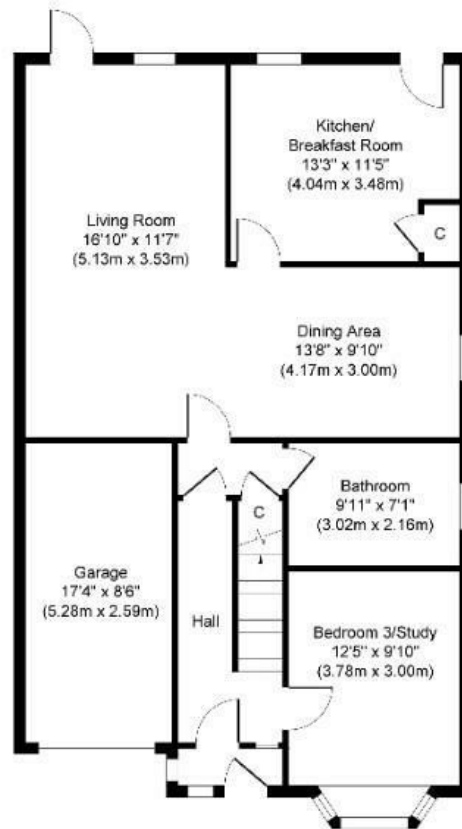 Kitchen/
Breakfast Room
13'3" x 11'5"
(4.04m x 3.48m)
C
Living Room
16'10" x 11'7"
(5.13m x 3.53m)
Dining Area
13'8" x 9'10"
(4.17m x 3.00m)
Bathroom
9'11" x 7'1"
(3.02m x 2.16m)
C
Garage
17'4" x 8'6"
(5.28m x 2.59m)
Hall
Bedroom 3/Study
12'5" x 9'10"
(3.78m x 3.00m)